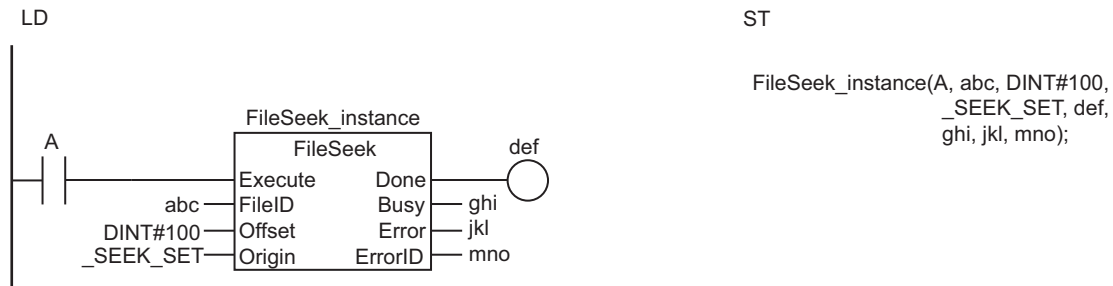 LD
ST
FileSeek_instance(A, abc, DINT#100,
_SEEK_SET, def,
ghi, jkl, mno);
FileSeek_instance
A
FileSeek
def
Execute Done
abc FileID Busy ghi
DINT#100 Offset Error jkl
_SEEK_SET Origin ErrorID mno